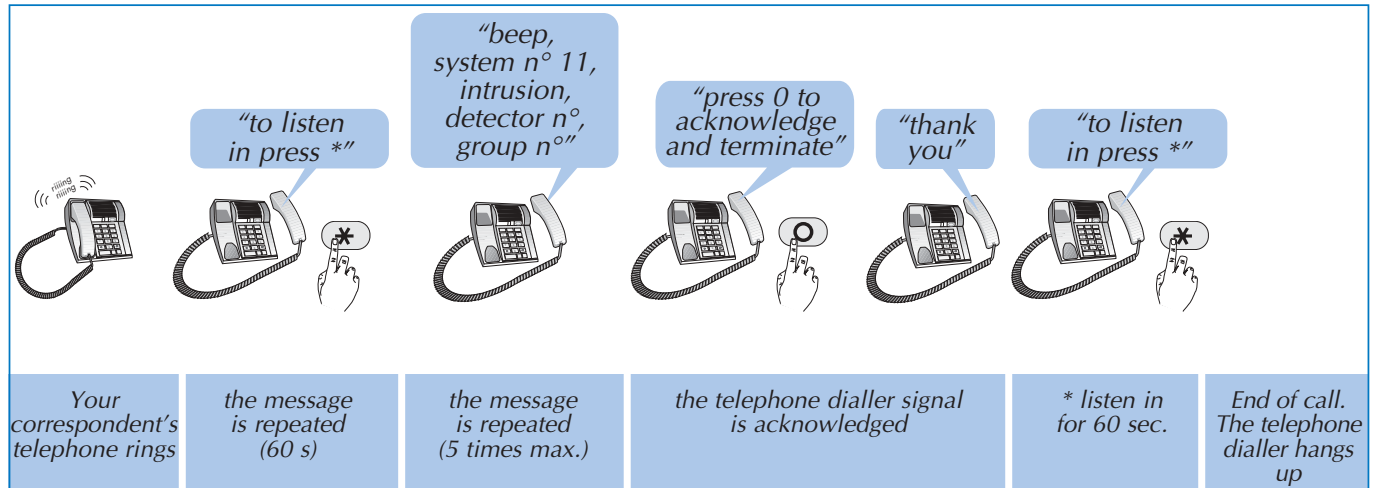 riiiing
riiiing
“to listen
in press *”
“beep,
system n° 11,
intrusion,
detector n°,
group n°”
“press 0 to
acknowledge
and terminate”
“thank
you”
“to listen
in press *”
*
O
*
Your
correspondent’s
telephone rings
the message
is repeated
(60 s)
the message
is repeated
(5 times max.)
the telephone dialler signal
is acknowledged
* listen in
for 60 sec.
End of call.
The telephone
dialler hangs
up